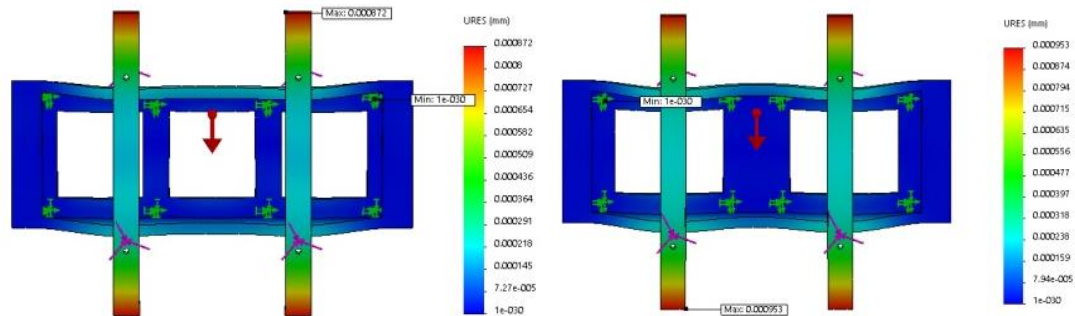 Max: 0.000872
URES (mm)
0.000872
0.0008
0.000727
0.000654
0.000582
0.000509
0.000436
0.000364
0.000291
0.000218
0.000145
7.27e-005
1e-030
Min: 1e-030
URES (mm)
0.000953
0.000874
0.000794
0.000715
0.000635
0.000556
0.000477
0.000397
0.000318
0.000238
0.000159
7.94e-005
1e-030
Min: 1e-030
Max: 0.000953